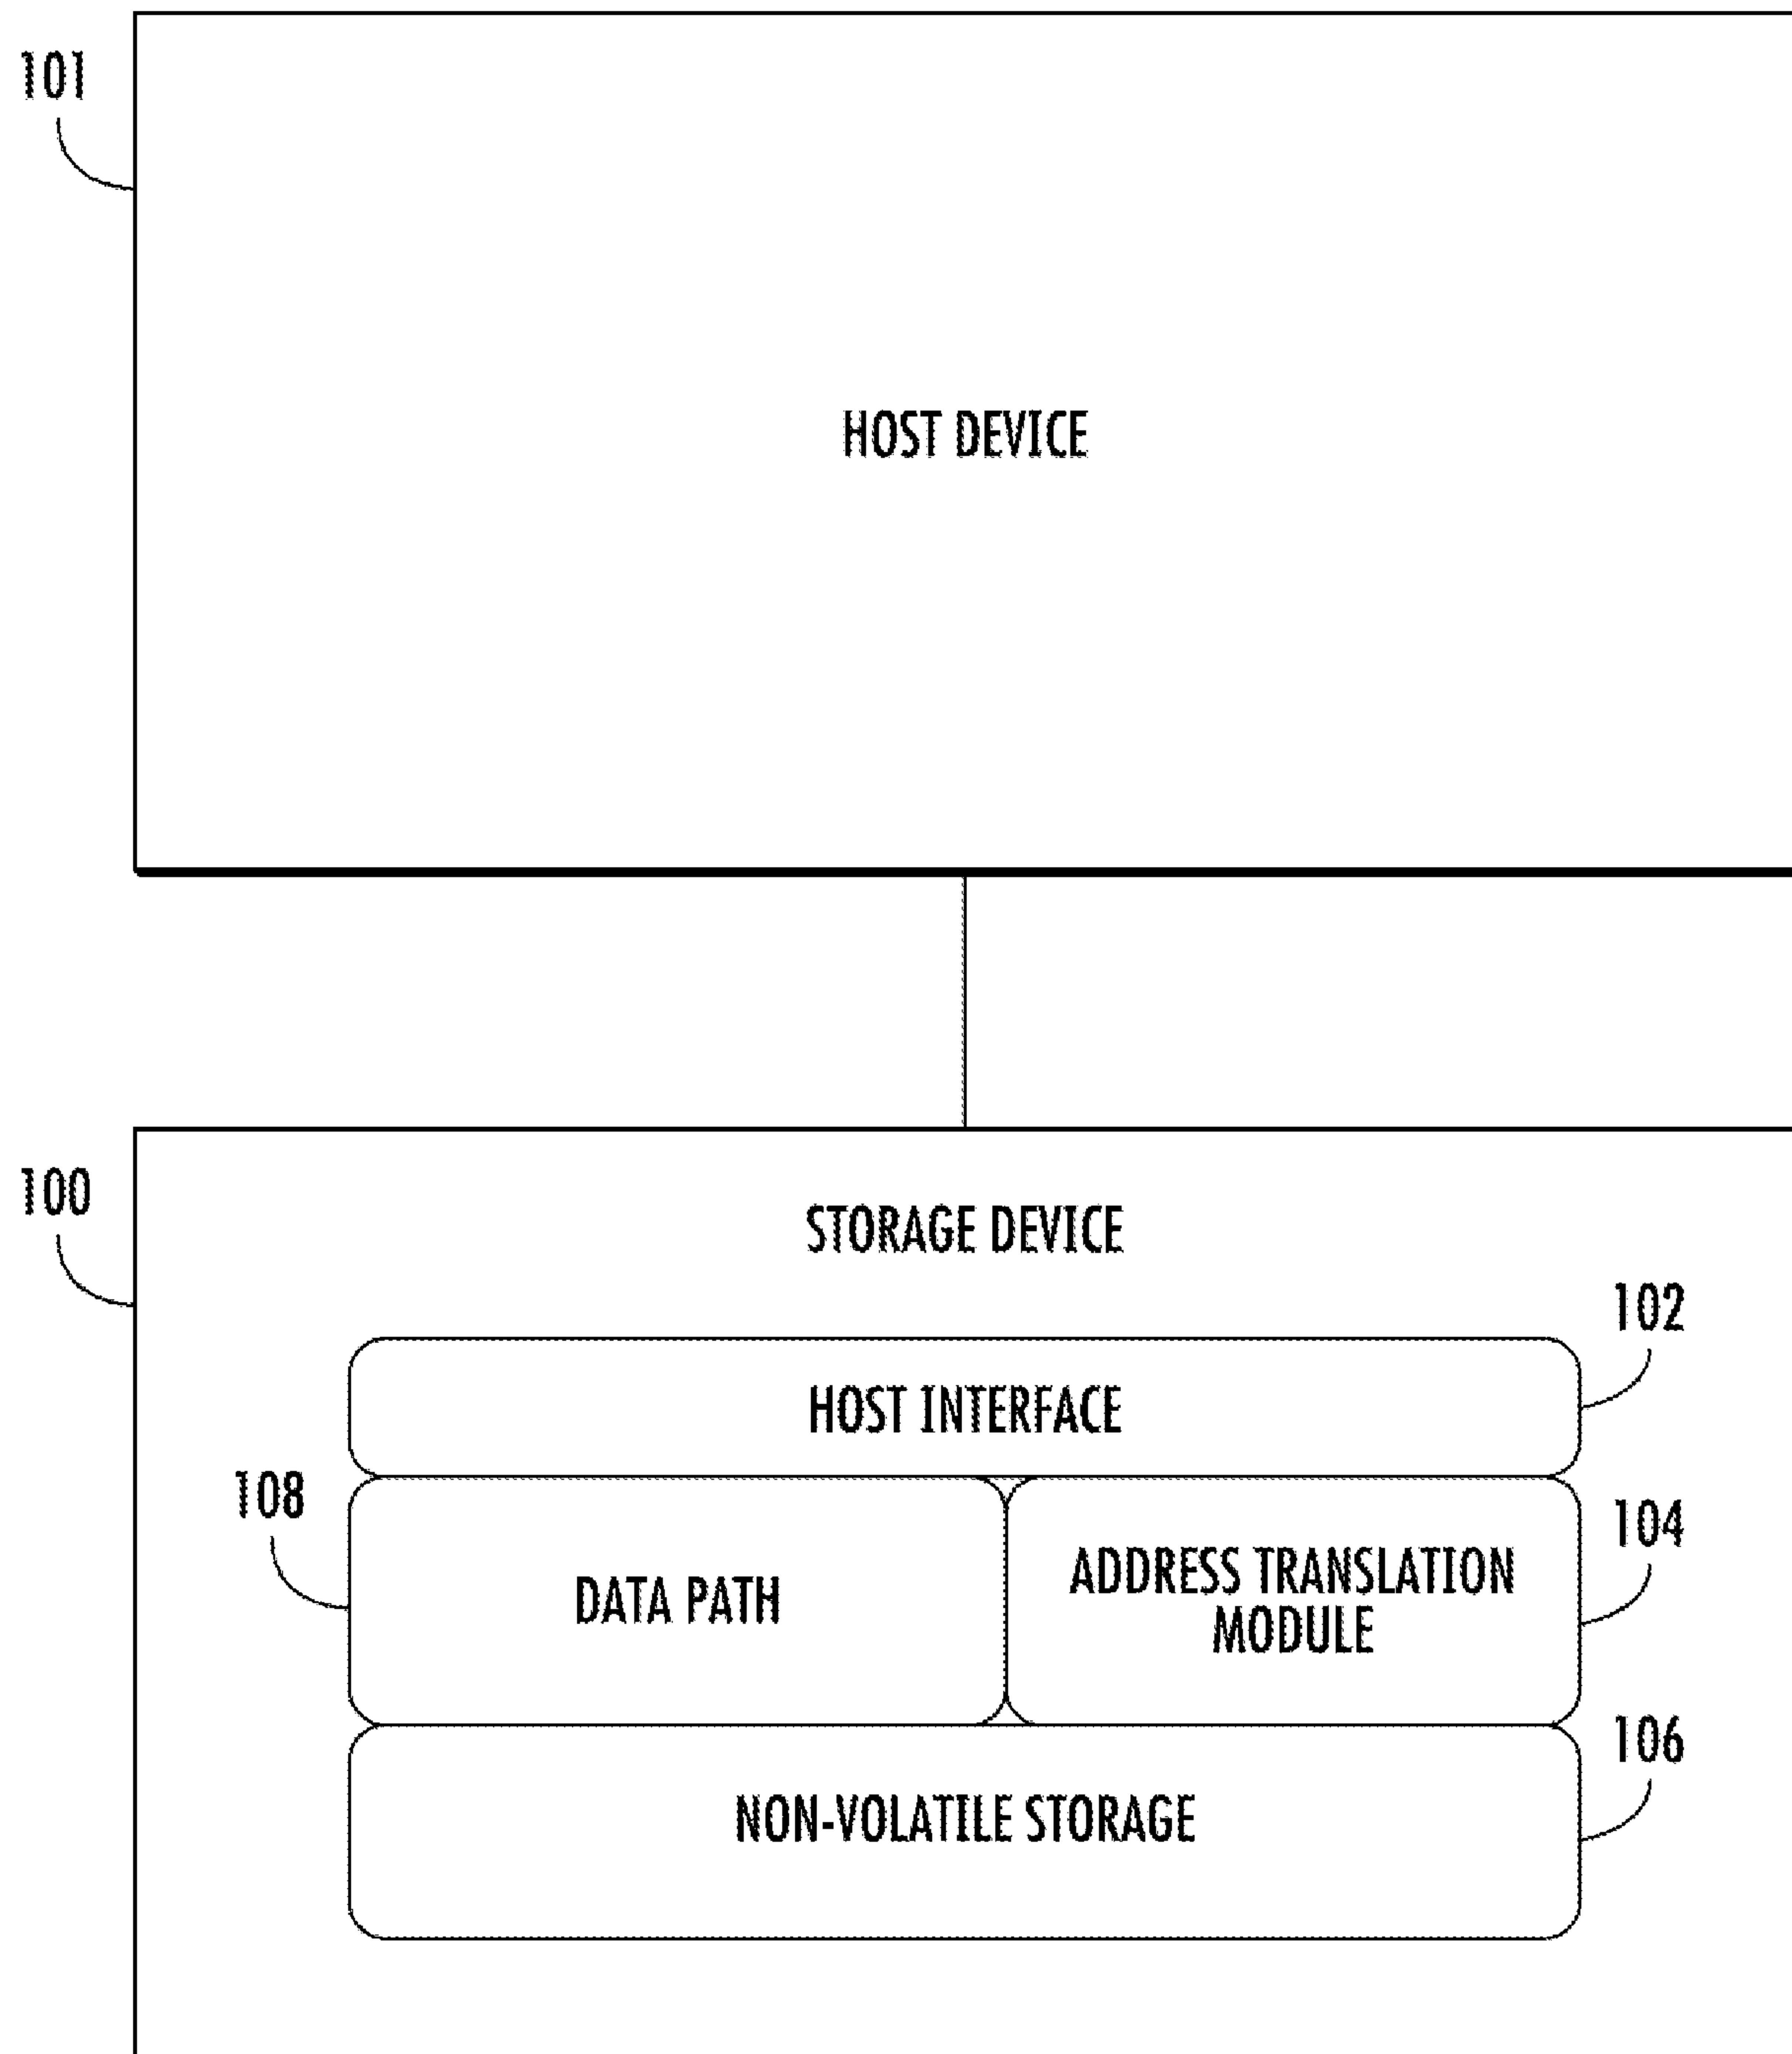 101
HOST DEVICE
100
STORAGE DEVICE
102
HOST INTERFACE
108
DATA PATH
104
ADDRESS TRANSLATION
MODULE
106
NON-VOLATILE STORAGE